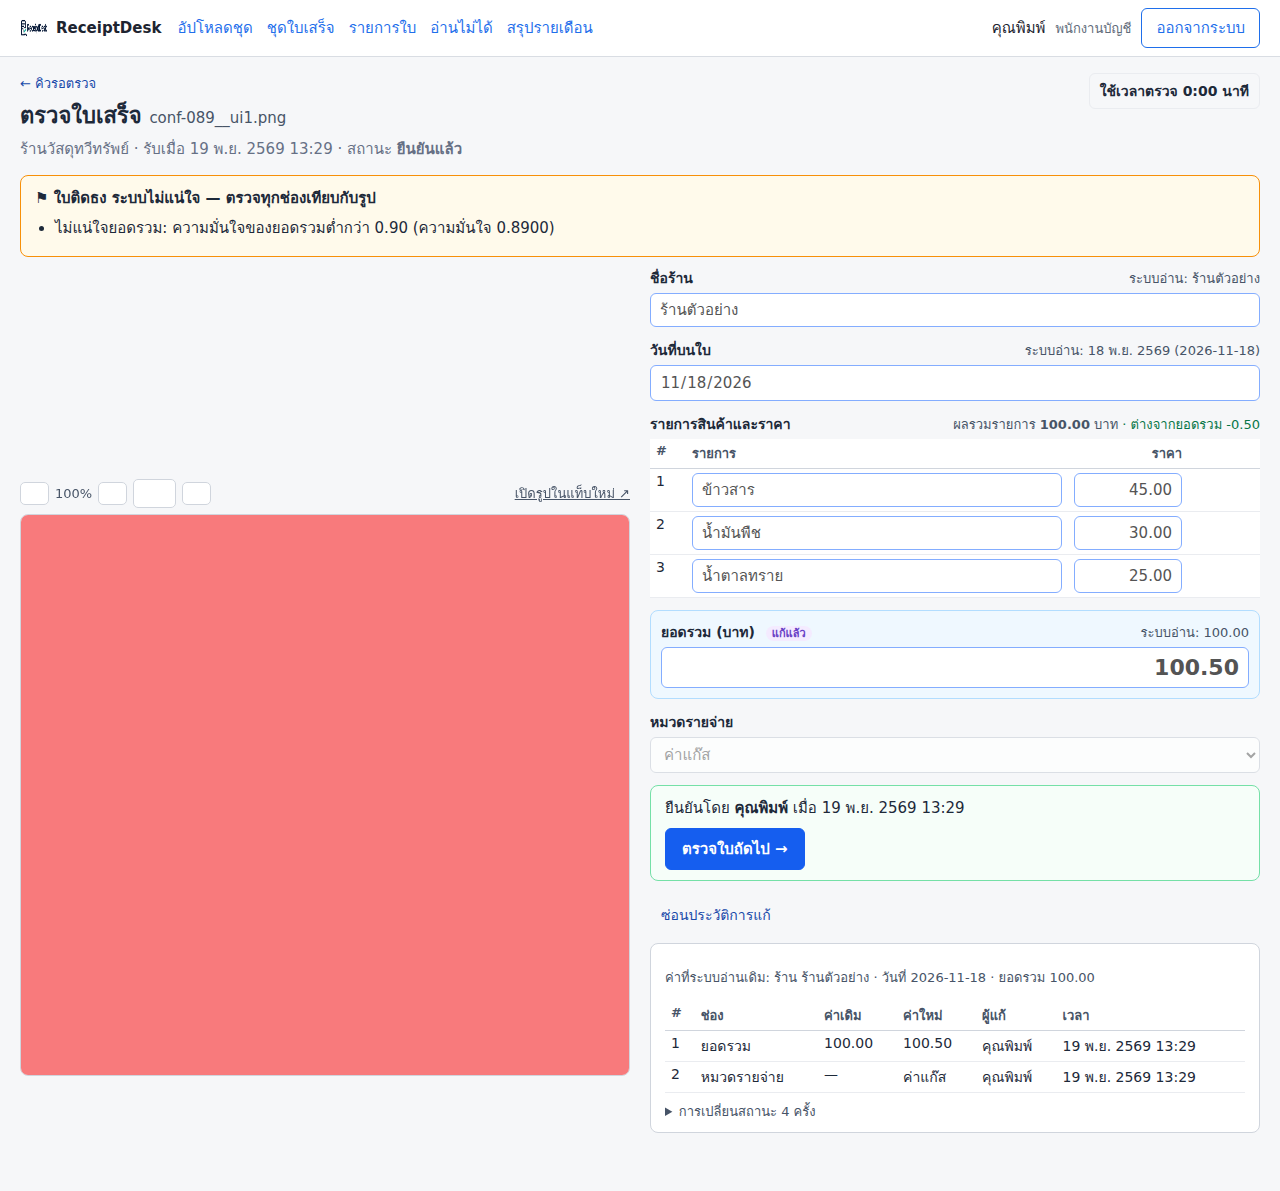 ReceiptDesk อัปโหลดชุด ชุดใบเสร็จ รายการใบ อ่านไม่ได้ สรุปรายเดือน คุณพิมพ์ พนักงานบัญชี ออกจากระบบ
← คิวรอตรวจ
ใช้เวลาตรวจ 0:00 นาที
ตรวจใบเสร็จ conf-089__ui1.png
ร้านวัสดุทวีทรัพย์ · รับเมื่อ 19 พ.ย. 2569 13:29 · สถานะ ยืนยันแล้ว
⚑ ใบติดธง ระบบไม่แน่ใจ — ตรวจทุกช่องเทียบกับรูป
• ไม่แน่ใจยอดรวม: ความมั่นใจของยอดรวมต่ำกว่า 0.90 (ความมั่นใจ 0.8900)
100% เปิดรูปในแท็บใหม่ ↗
ชื่อร้าน ระบบอ่าน: ร้านตัวอย่าง
ร้านตัวอย่าง
วันที่บนใบ ระบบอ่าน: 18 พ.ย. 2569 (2026-11-18)
11/18/2026
รายการสินค้าและราคา ผลรวมรายการ 100.00 บาท · ต่างจากยอดรวม -0.50
# รายการ ราคา
1 ข้าวสาร 45.00
2 น้ำมันพืช 30.00
3 น้ำตาลทราย 25.00
ยอดรวม (บาท) แก้แล้ว ระบบอ่าน: 100.00
100.50
หมวดรายจ่าย
ค่าแก๊ส
ยืนยันโดย คุณพิมพ์ เมื่อ 19 พ.ย. 2569 13:29
ตรวจใบถัดไป →
ซ่อนประวัติการแก้
ค่าที่ระบบอ่านเดิม: ร้าน ร้านตัวอย่าง · วันที่ 2026-11-18 · ยอดรวม 100.00
# ช่อง ค่าเดิม ค่าใหม่ ผู้แก้ เวลา
1 ยอดรวม 100.00 100.50 คุณพิมพ์ 19 พ.ย. 2569 13:29
2 หมวดรายจ่าย — ค่าแก๊ส คุณพิมพ์ 19 พ.ย. 2569 13:29
▶ การเปลี่ยนสถานะ 4 ครั้ง